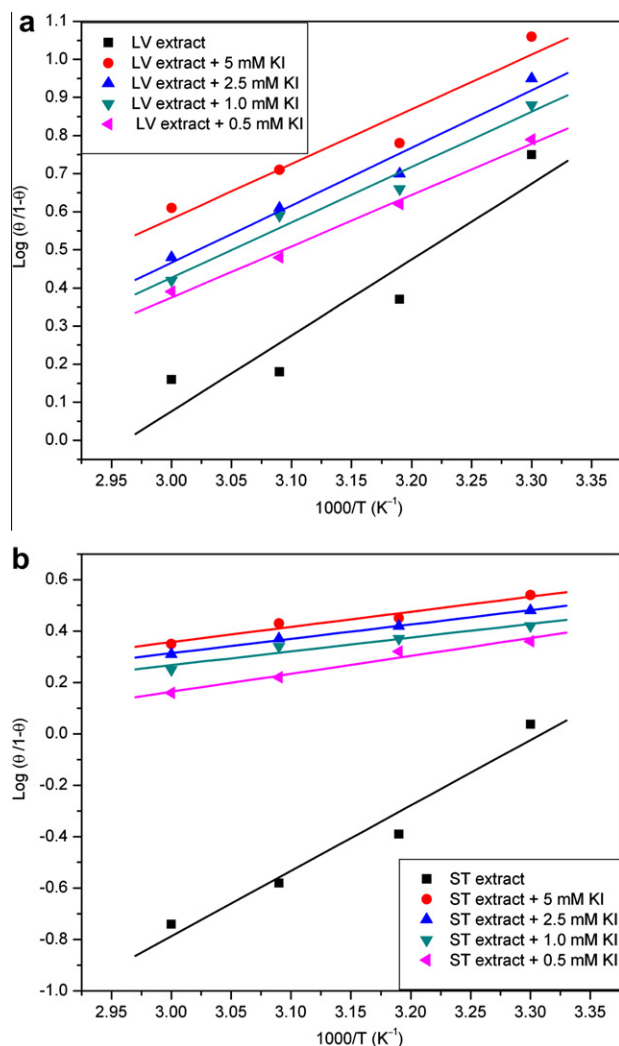 a
1.1
1.0
0.9
0.8
0.7
0.6
0.5
0.4
0.3
0.2
0.1
0.0
Log (θ/1-θ)
LV extract
LV extract + 5 mM KI
LV extract + 2.5 mM KI
LV extract + 1.0 mM KI
LV extract + 0.5 mM KI
2.95 3.00 3.05 3.10 3.15 3.20 3.25 3.30 3.35
1000/T (K⁻¹)
b
0.6
0.4
0.2
0.0
-0.2
-0.4
-0.6
-0.8
-1.0
Log (θ/1-θ)
ST extract
ST extract + 5 mM KI
ST extract + 2.5 mM KI
ST extract + 1.0 mM KI
ST extract + 0.5 mM KI
2.95 3.00 3.05 3.10 3.15 3.20 3.25 3.30 3.35
1000/T (K⁻¹)